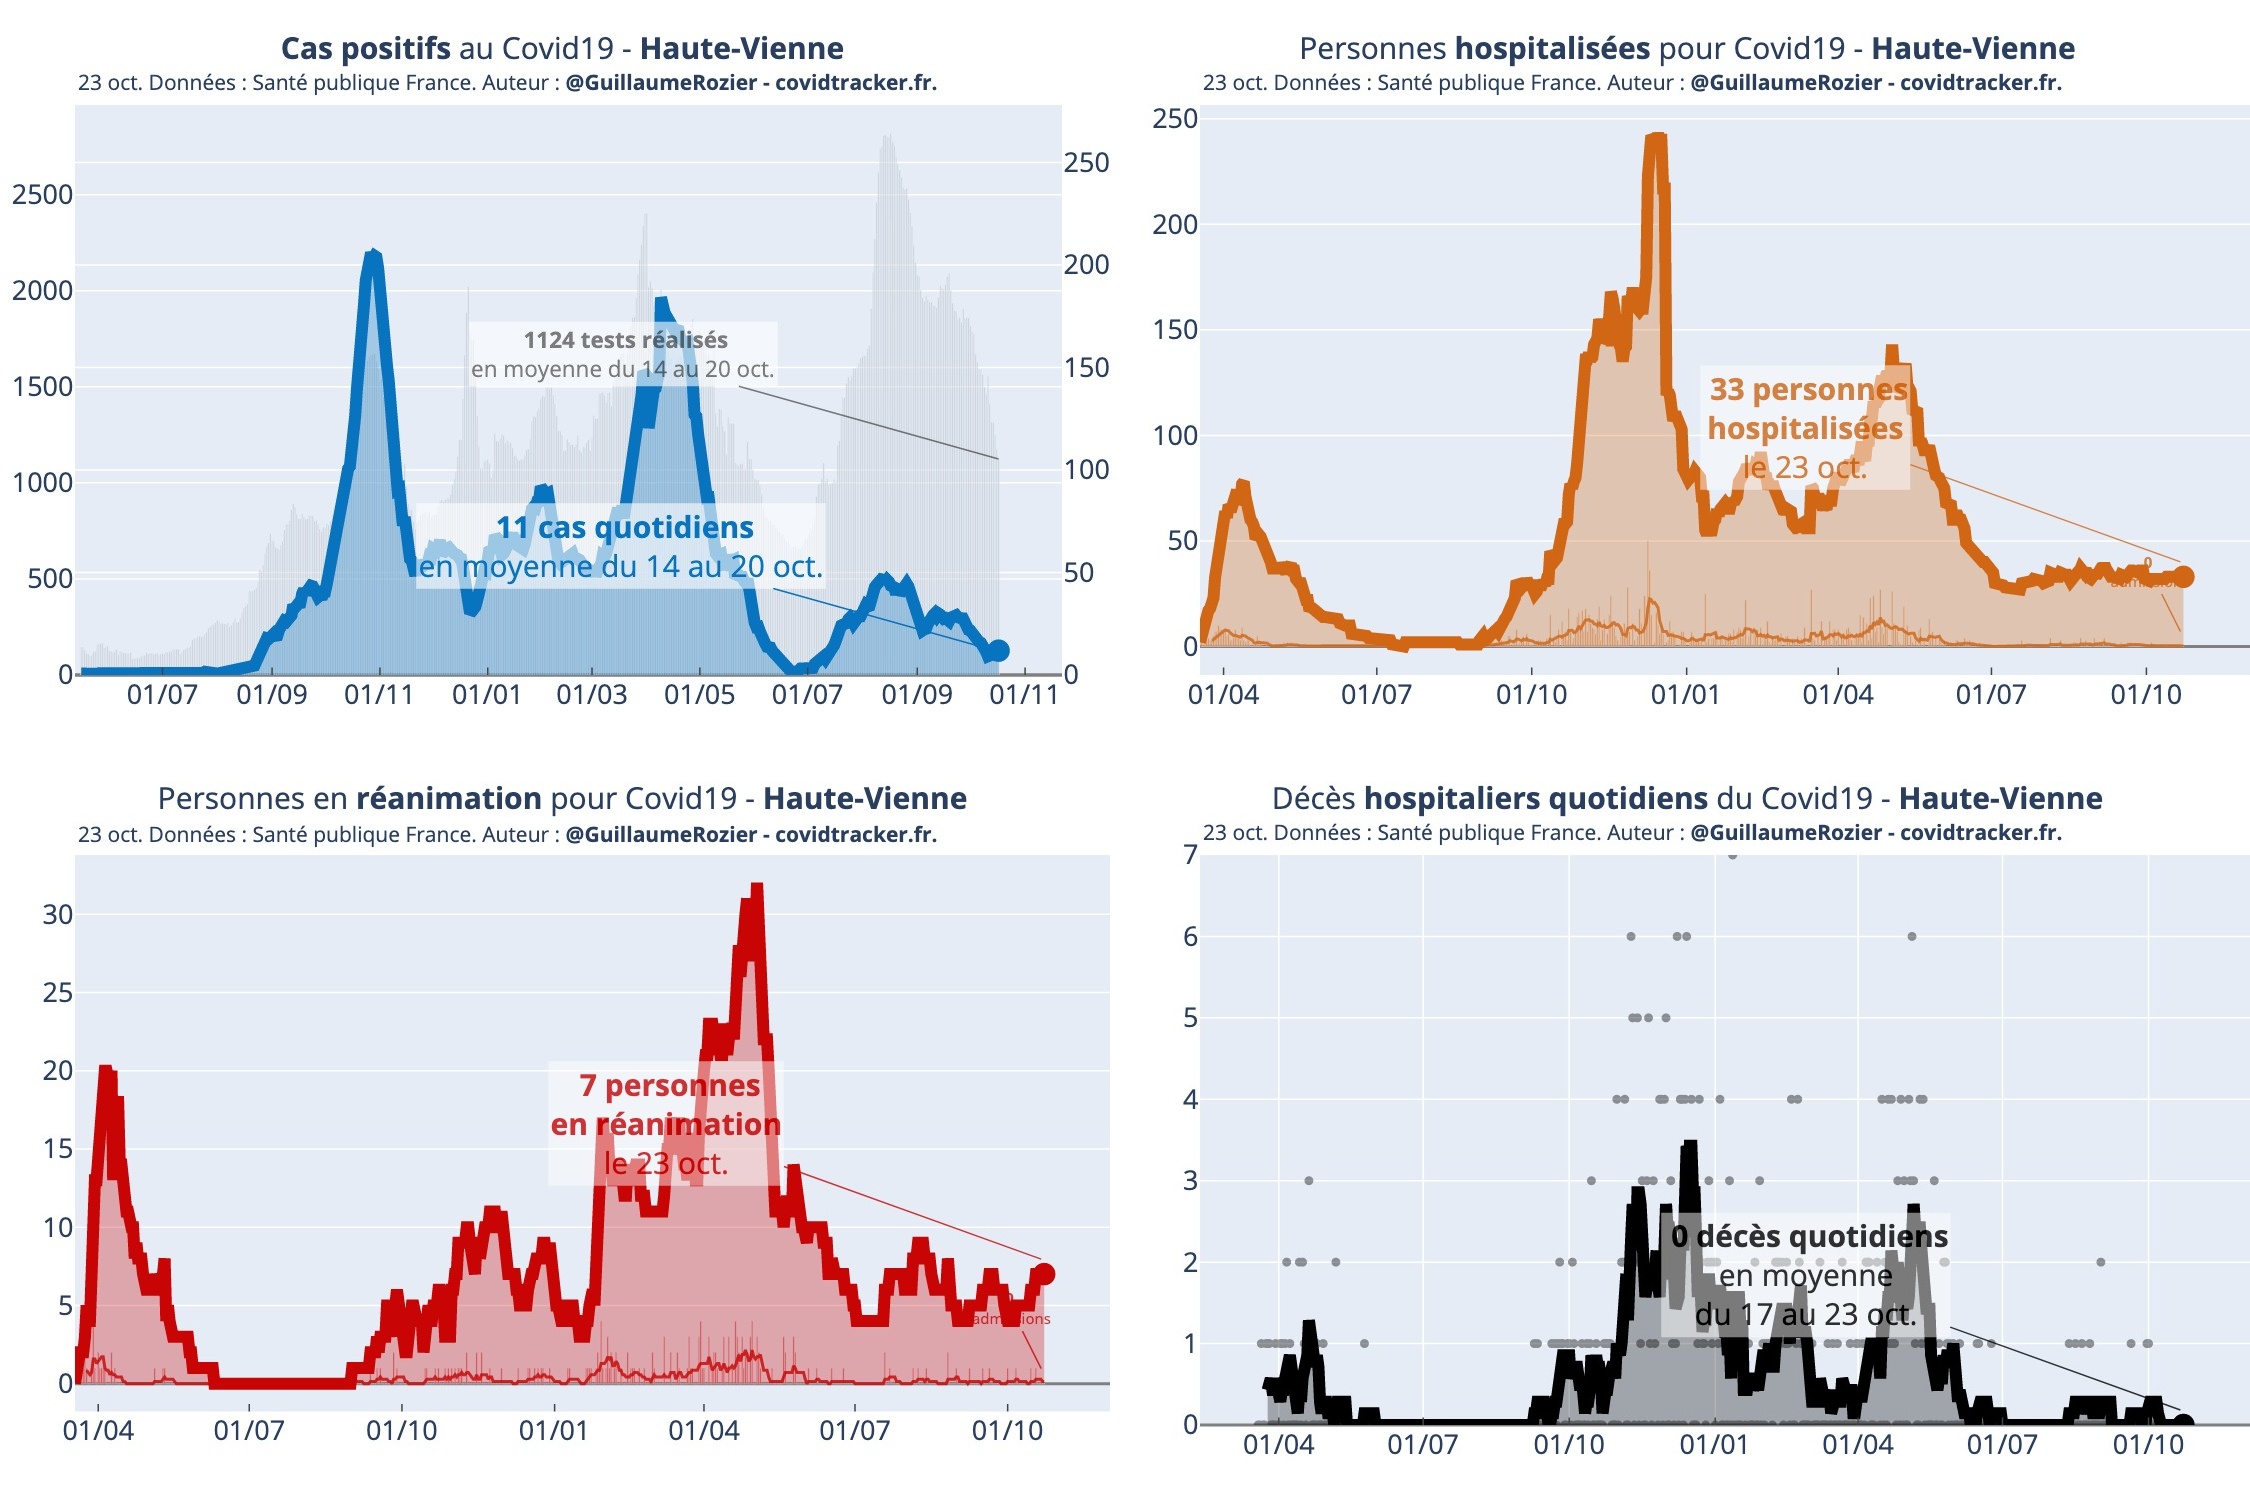 Cas positifs au Covid19 - Haute-Vienne
23 oct. Données : Santé publique France. Auteur : @GuillaumeRozier - covidtracker.fr.
2500
2000
1500
1000
500
0
250
200
150
100
50
0
1124 tests réalisés
en moyenne du 14 au 20 oct.
11 cas quotidiens
en moyenne du 14 au 20 oct.
01/07 01/09 01/11 01/01 01/03 01/05 01/07 01/09 01/11
Personnes hospitalisées pour Covid19 - Haute-Vienne
23 oct. Données : Santé publique France. Auteur : @GuillaumeRozier - covidtracker.fr.
250
200
150
100
50
0
33 personnes
hospitalisées
le 23 oct.
0
01/04 01/07 01/10 01/01 01/04 01/07 01/10
Personnes en réanimation pour Covid19 - Haute-Vienne
23 oct. Données : Santé publique France. Auteur : @GuillaumeRozier - covidtracker.fr.
30
25
20
15
10
5
0
7 personnes
en réanimation
le 23 oct.
admissions
01/04 01/07 01/10 01/01 01/04 01/07 01/10
Décès hospitaliers quotidiens du Covid19 - Haute-Vienne
23 oct. Données : Santé publique France. Auteur : @GuillaumeRozier - covidtracker.fr.
7
6
5
4
3
2
1
0
0 décès quotidiens
en moyenne
du 17 au 23 oct.
01/04 01/07 01/10 01/01 01/04 01/07 01/10